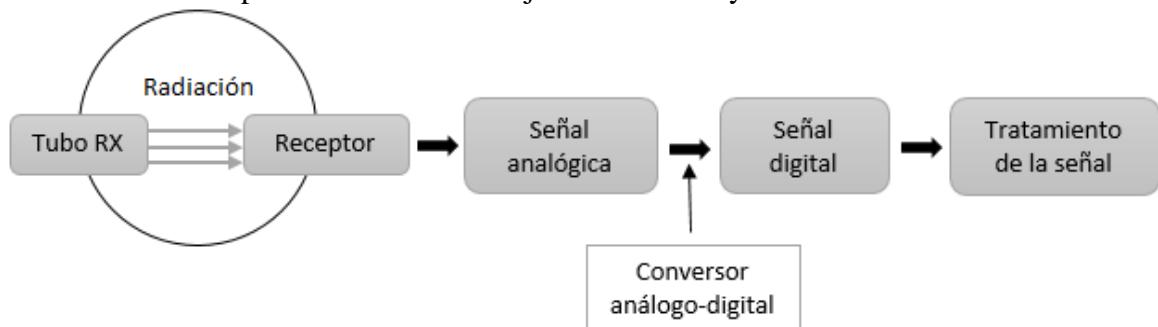 Radiación
Tubo RX
Receptor
Señal
analógica
Señal
digital
Tratamiento
de la señal
Conversor
análogo-digital